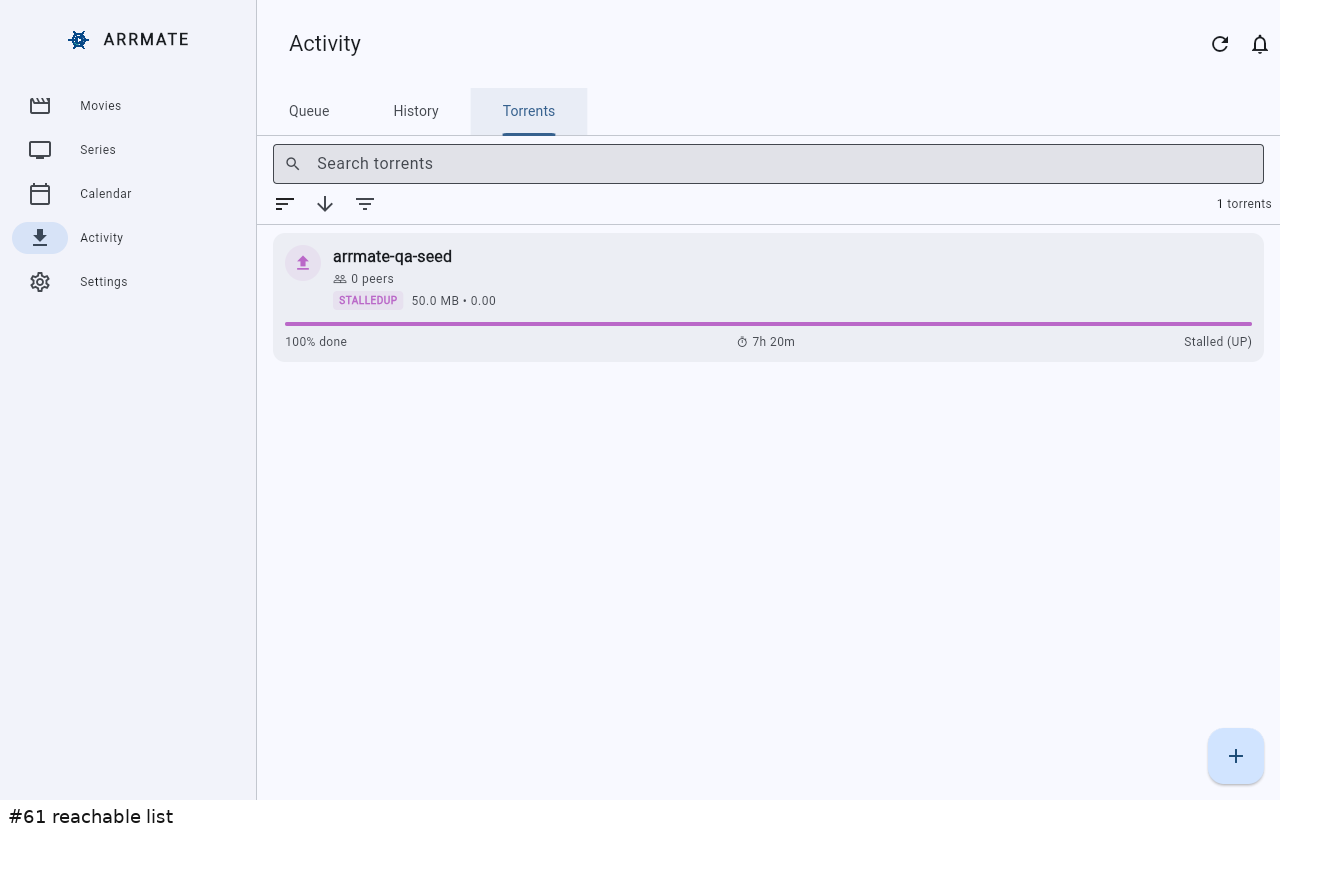 ARRMATE
Movies
Series
Calendar
Activity
Settings
Activity
Queue
History
Torrents
Search torrents
1 torrents
arrmate-qa-seed
0 peers
STALLEDUP 50.0 MB • 0.00
100% done
7h 20m
Stalled (UP)
#61 reachable list